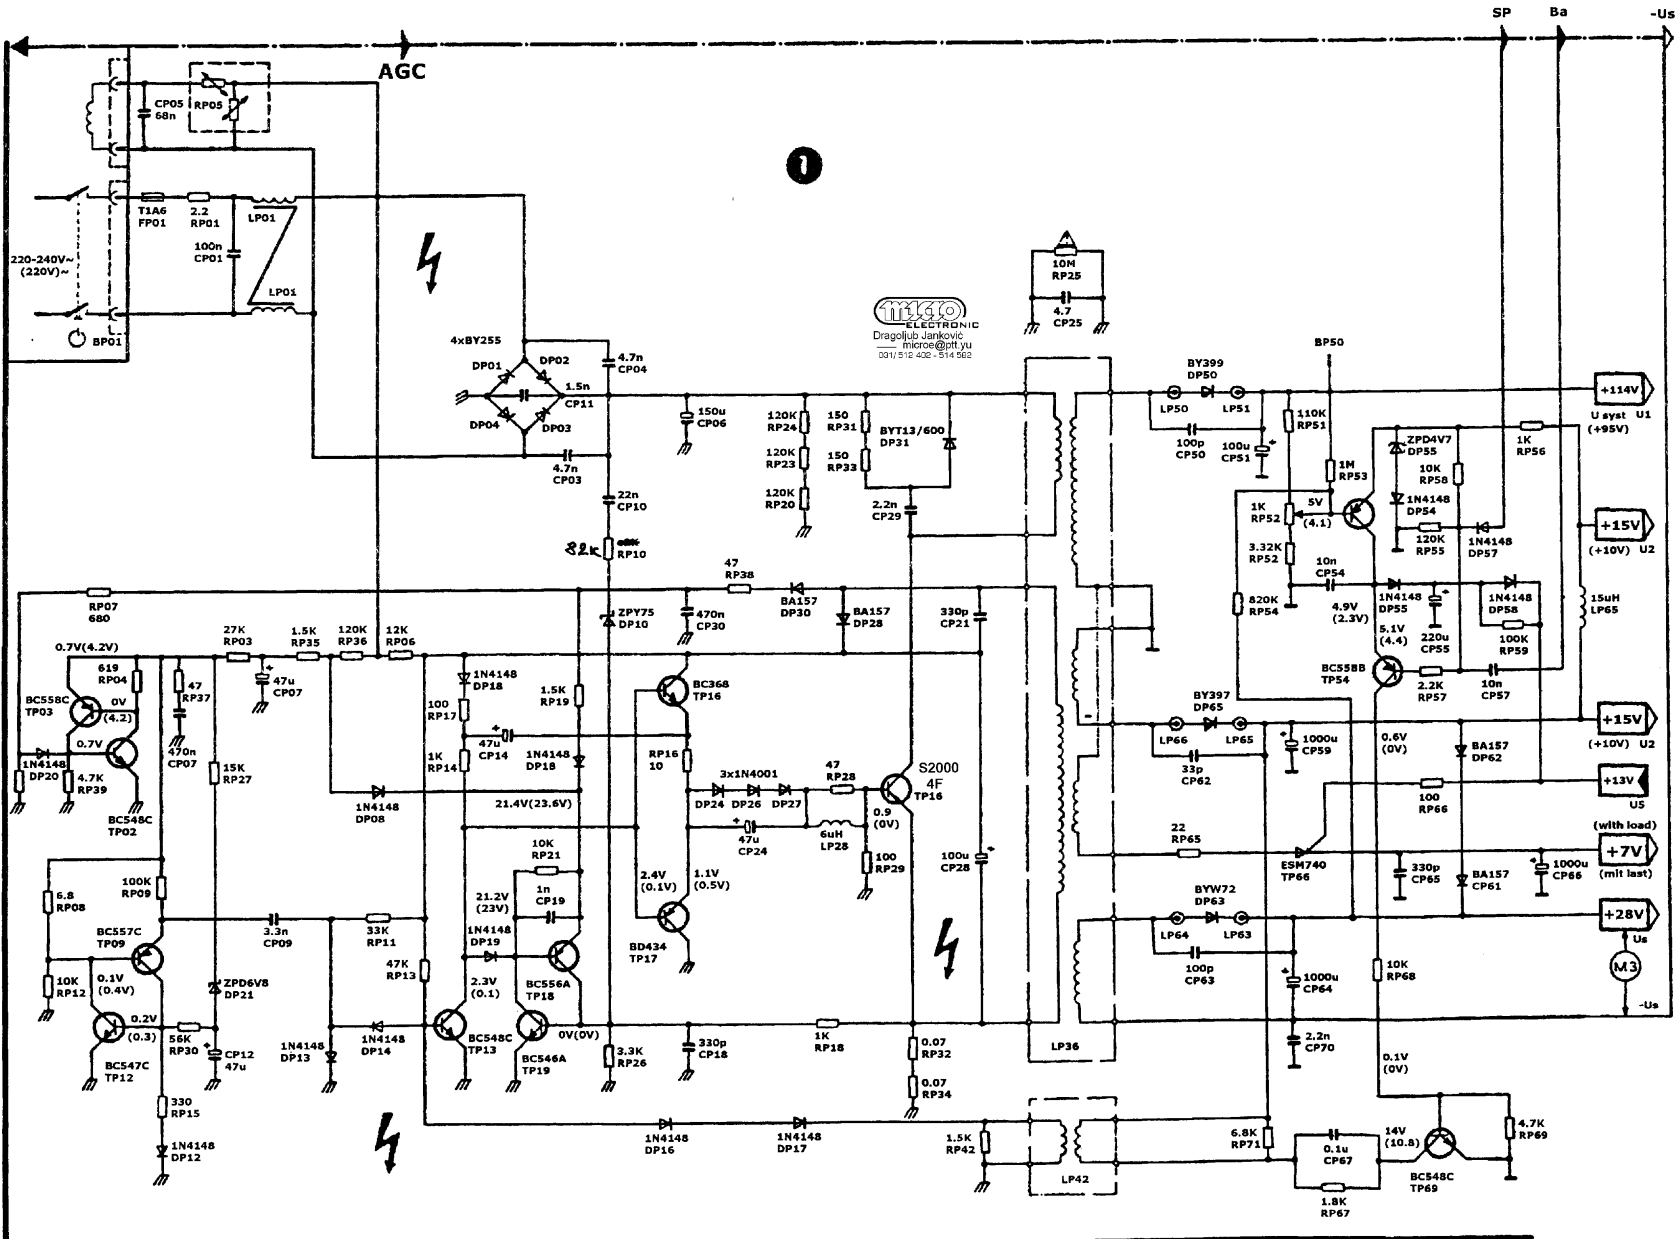 SP
Ba
-Us
AGC
CP05
68n
RP05
1
T1A6
FP01
2.2
RP01
LP01
100n
CP01
220-240V~
(220V)~
LP01
BP01
10M
RP25
4.7
CP25
micro
ELECTRONIC
Dragoljub Janković
microe@ptt.yu
031/ 512 402 - 514 582
4xBY255
DP01
DP02
4.7n
CP04
1.5n
CP11
DP04
DP03
4.7n
CP03
150u
CP06
120K
RP24
150
RP31
BYT13/600
DP31
120K
RP23
150
RP33
120K
RP20
2.2n
CP29
22n
CP10
82K
RP10
BY399
DP50
BP50
LP50
LP51
100p
CP50
100u
CP51
110K
RP51
+114V
U syst
U1
(+95V)
ZPD4V7
DP55
1K
RP56
10K
RP58
1M
RP53
1K
RP52
5V
(4.1)
1N4148
DP54
120K
RP55
1N4148
DP57
+15V
(+10V)
U2
3.32K
RP52
10n
CP54
820K
RP54
4.9V
(2.3V)
1N4148
DP55
220u
CP55
1N4148
DP58
100K
RP59
15uH
LP65
5.1V
(4.4)
BC558B
TP54
2.2K
RP57
10n
CP57
RP07
680
47
RP38
BA157
DP30
BA157
DP28
470n
CP30
330p
CP21
ZPY75
DP10
27K
RP03
1.5K
RP35
120K
RP36
12K
RP06
0.7V(4.2V)
619
RP04
47
RP37
47u
CP07
BC558C
TP03
0V
(4.2)
0.7V
1N4148
DP20
4.7K
RP39
470n
CP07
15K
RP27
BC548C
TP02
1N4148
DP18
100
RP17
1K
RP14
47u
CP14
1.5K
RP19
1N4148
DP18
BC368
TP16
RP16
10
1N4148
DP08
21.4V(23.6V)
3x1N4001
DP24
DP26
DP27
47
RP28
S2000
4F
TP16
0.9
(0V)
47u
CP24
6uH
LP28
100
RP29
100u
CP28
BY397
DP65
LP66
LP65
33p
CP62
1000u
CP59
0.6V
(0V)
BA157
DP62
+15V
(+10V)
U2
+13V
U5
100
RP66
22
RP65
ESM740
TP66
330p
CP65
BA157
CP61
(with load)
+7V
(mit last)
1000u
CP66
10K
RP21
1n
CP19
21.2V
(23V)
1N4148
DP19
2.4V
(0.1V)
1.1V
(0.5V)
BD434
TP17
BYW72
DP63
LP64
LP63
100p
CP63
1000u
CP64
+28V
Us
M3
-Us
6.8
RP08
100K
RP09
3.3n
CP09
33K
RP11
47K
RP13
BC557C
TP09
10K
RP12
0.1V
(0.4V)
0.2V
(0.3)
ZPD6V8
DP21
56K
RP30
CP12
47u
BC547C
TP12
1N4148
DP13
1N4148
DP14
2.3V
(0.1)
BC556A
TP18
BC548C
TP13
BC546A
TP19
0V(0V)
3.3K
RP26
330p
CP18
1K
RP18
0.07
RP32
0.07
RP34
LP36
2.2n
CP70
10K
RP68
0.1V
(0V)
330
RP15
1N4148
DP12
1N4148
DP16
1N4148
DP17
1.5K
RP42
LP42
6.8K
RP71
0.1u
CP67
14V
(10.8)
4.7K
RP69
BC548C
TP69
1.8K
RP67